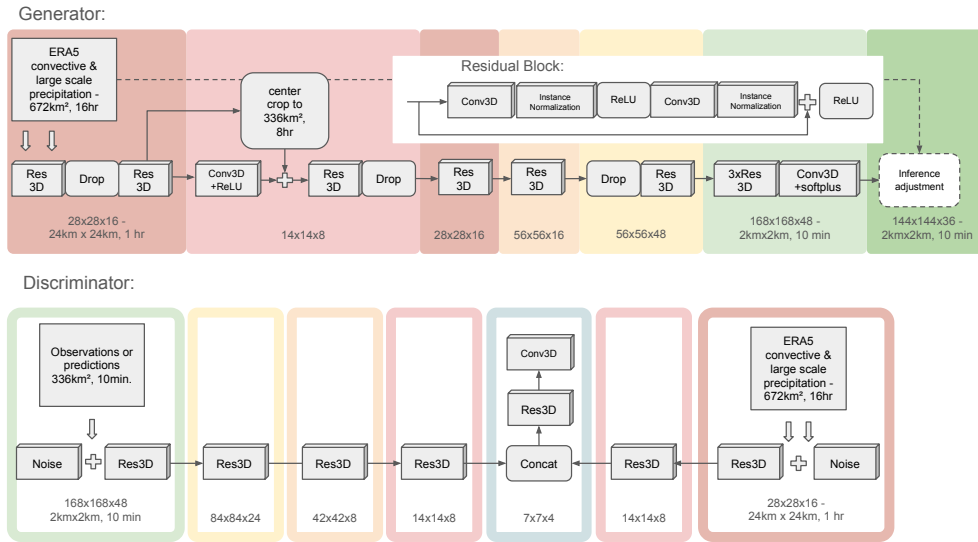 Generator:
ERA5
convective &
large scale
precipitation -
672km², 16hr
center
crop to
336km²,
8hr
Residual Block:
Conv3D
Instance
Normalization
ReLU
Conv3D
Instance
Normalization
ReLU
Res
3D
Drop
Res
3D
Conv3D
+ReLU
Res
3D
Drop
Res
3D
Res
3D
Drop
Res
3D
3xRes
3D
Conv3D
+softplus
Inference
adjustment
28x28x16 -
24km x 24km, 1 hr
14x14x8
28x28x16
56x56x16
56x56x48
168x168x48 -
2kmx2km, 10 min
144x144x36 -
2kmx2km, 10 min
Discriminator:
Observations or
predictions
336km², 10min.
Conv3D
Res3D
ERA5
convective &
large scale
precipitation -
672km², 16hr
Noise
Res3D
Res3D
Res3D
Res3D
Concat
Res3D
Res3D
Noise
168x168x48
2kmx2km, 10 min
84x84x24
42x42x8
14x14x8
7x7x4
14x14x8
28x28x16 -
24km x 24km, 1 hr